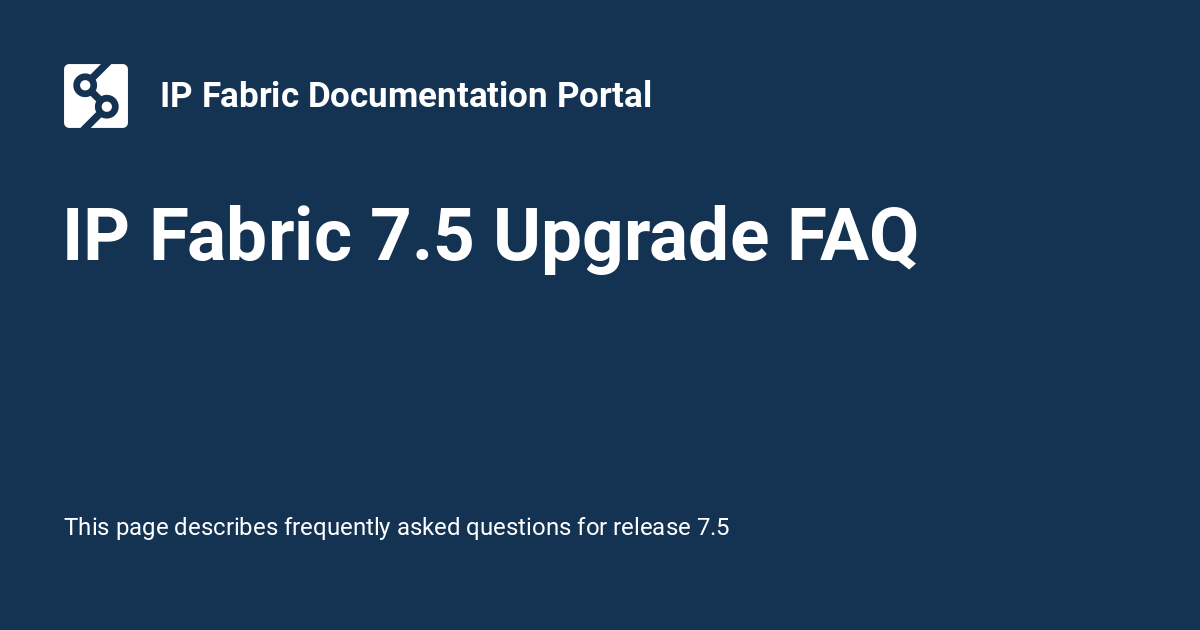 IP Fabric Documentation Portal
IP Fabric 7.5 Upgrade FAQ
This page describes frequently asked questions for release 7.5